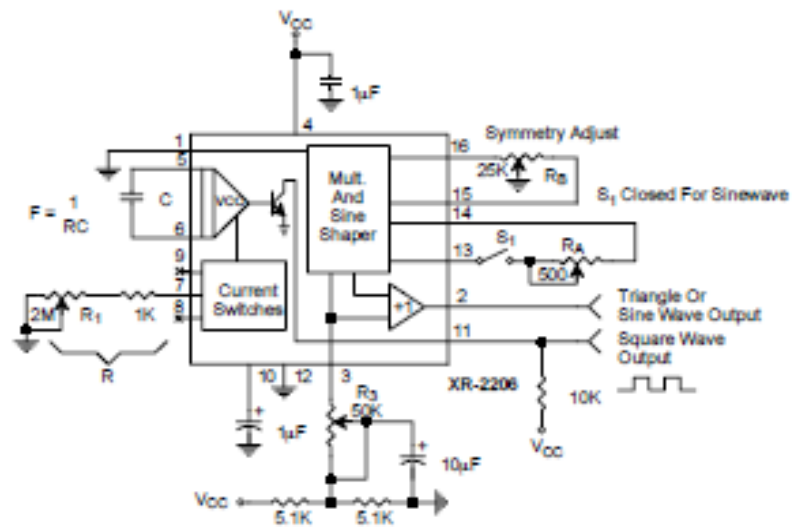 VCC
1μF
4
1
16
Symmetry Adjust
5
25K
RB
Mult.
And
Sine
Shaper
C
VCO
15
S1 Closed For Sinewave
14
F = 1
RC
6
S1
RA
13
9
500
Current
Switches
7
2M
R1
1K
8
+1
2
Triangle Or
Sine Wave Output
11
Square Wave
Output
R
10
12
3
XR-2206
R3
50K
10K
1μF
VCC
10μF
VCC
5.1K
5.1K